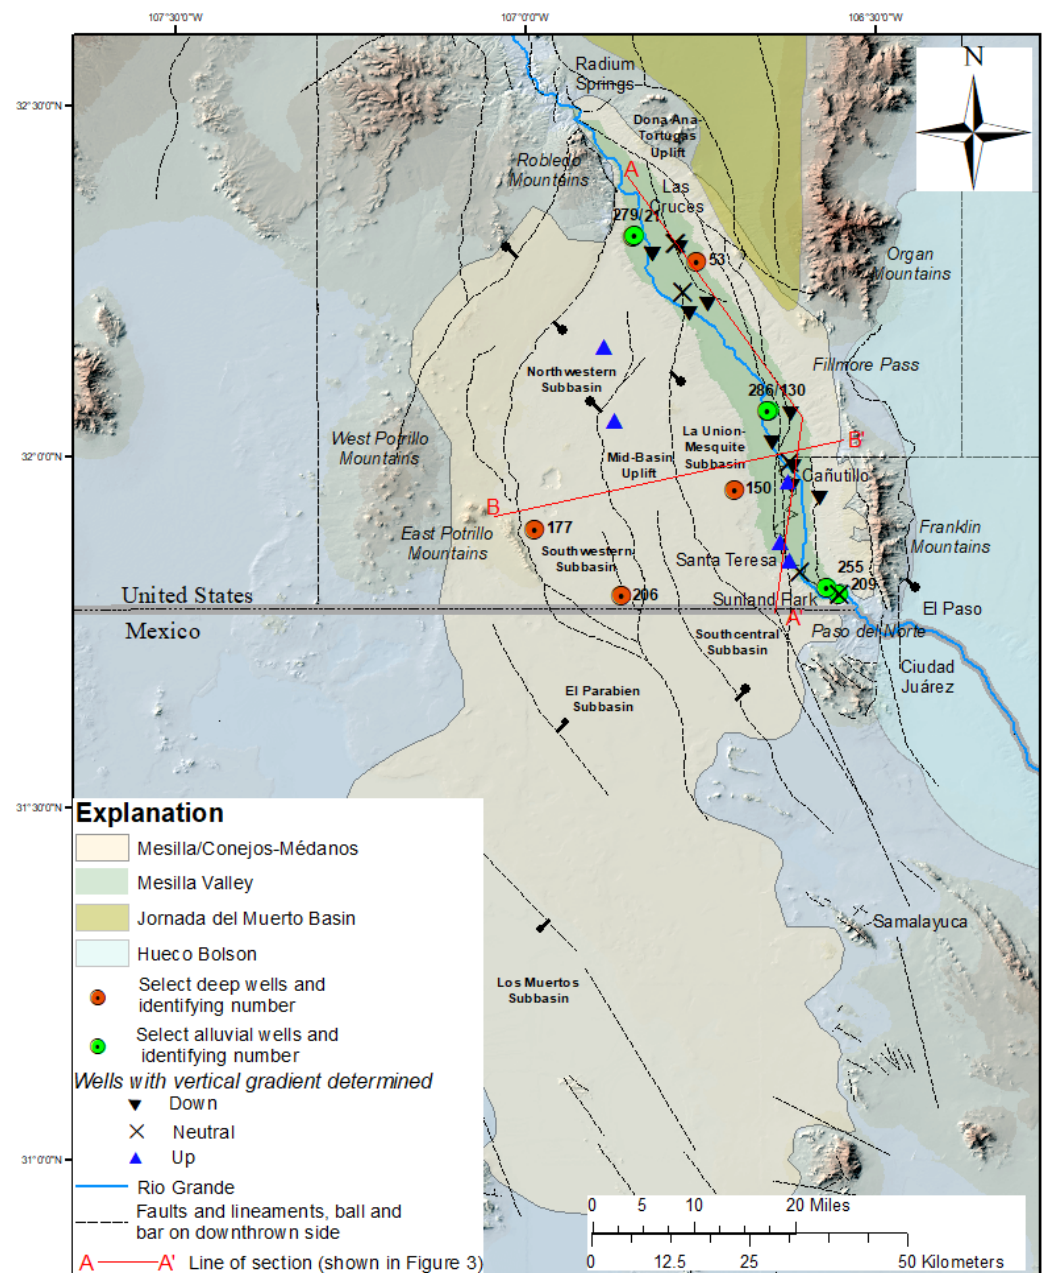 107°30'0"W
107°0'0"W
106°30'0"W
N
Radium
Springs
32°30'0"N
Dona Ana-
Tortugas
Uplift
Robledo
Mountains
A
Las
Cruces
279/21
53
Organ
Mountains
Fillmore Pass
Northwestern
Subbasin
286/130
La Union-
Mesquite
Subbasin
B'
West Potrillo
Mountains
32°0'0"N
Mid-Basin
Uplift
Cañutillo
150
B
177
East Potrillo
Mountains
Southwestern
Subbasin
Franklin
Mountains
Santa Teresa
255
209
206
Sunland Park
El Paso
United States
Mexico
A'
Paso del Norte
Southcentral
Subbasin
Ciudad
Juárez
El Parabien
Subbasin
31°30'0"N
Explanation
Mesilla/Conejos-Médanos
Mesilla Valley
Jornada del Muerto Basin
Hueco Bolson
Select deep wells and
identifying number
Select alluvial wells and
identifying number
Wells with vertical gradient determined
Down
Neutral
Up
Rio Grande
Faults and lineaments, ball and
bar on downthrown side
A A' Line of section (shown in Figure 3)
Samalayuca
Los Muertos
Subbasin
31°0'0"N
0 5 10 20 Miles
0 12.5 25 50 Kilometers